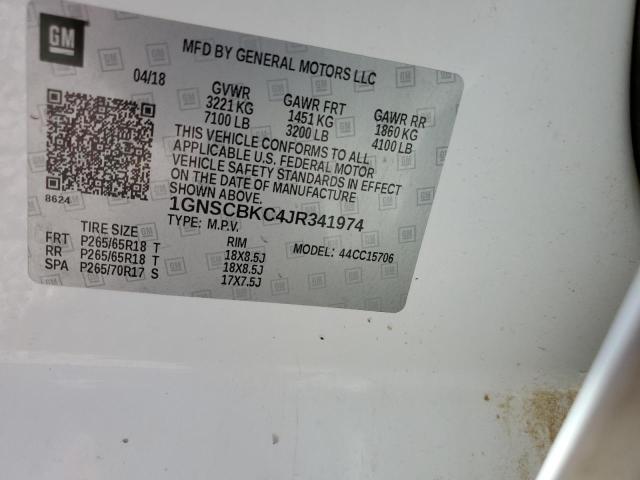 GM
MFD BY GENERAL MOTORS LLC
04/18
GVWR GAWR FRT GAWR RR
3221 KG 1451 KG 1860 KG
7100 LB 3200 LB 4100 LB
THIS VEHICLE CONFORMS TO ALL
APPLICABLE U.S. FEDERAL MOTOR
VEHICLE SAFETY STANDARDS IN EFFECT
ON THE DATE OF MANUFACTURE
SHOWN ABOVE.
8624
1GNSCBKC4JR341974
TYPE: M.P.V.
TIRE SIZE RIM MODEL: 44CC15706
FRT P265/65R18 T 18X8.5J
RR P265/65R18 T 18X8.5J
SPA P265/70R17 S 17X7.5J